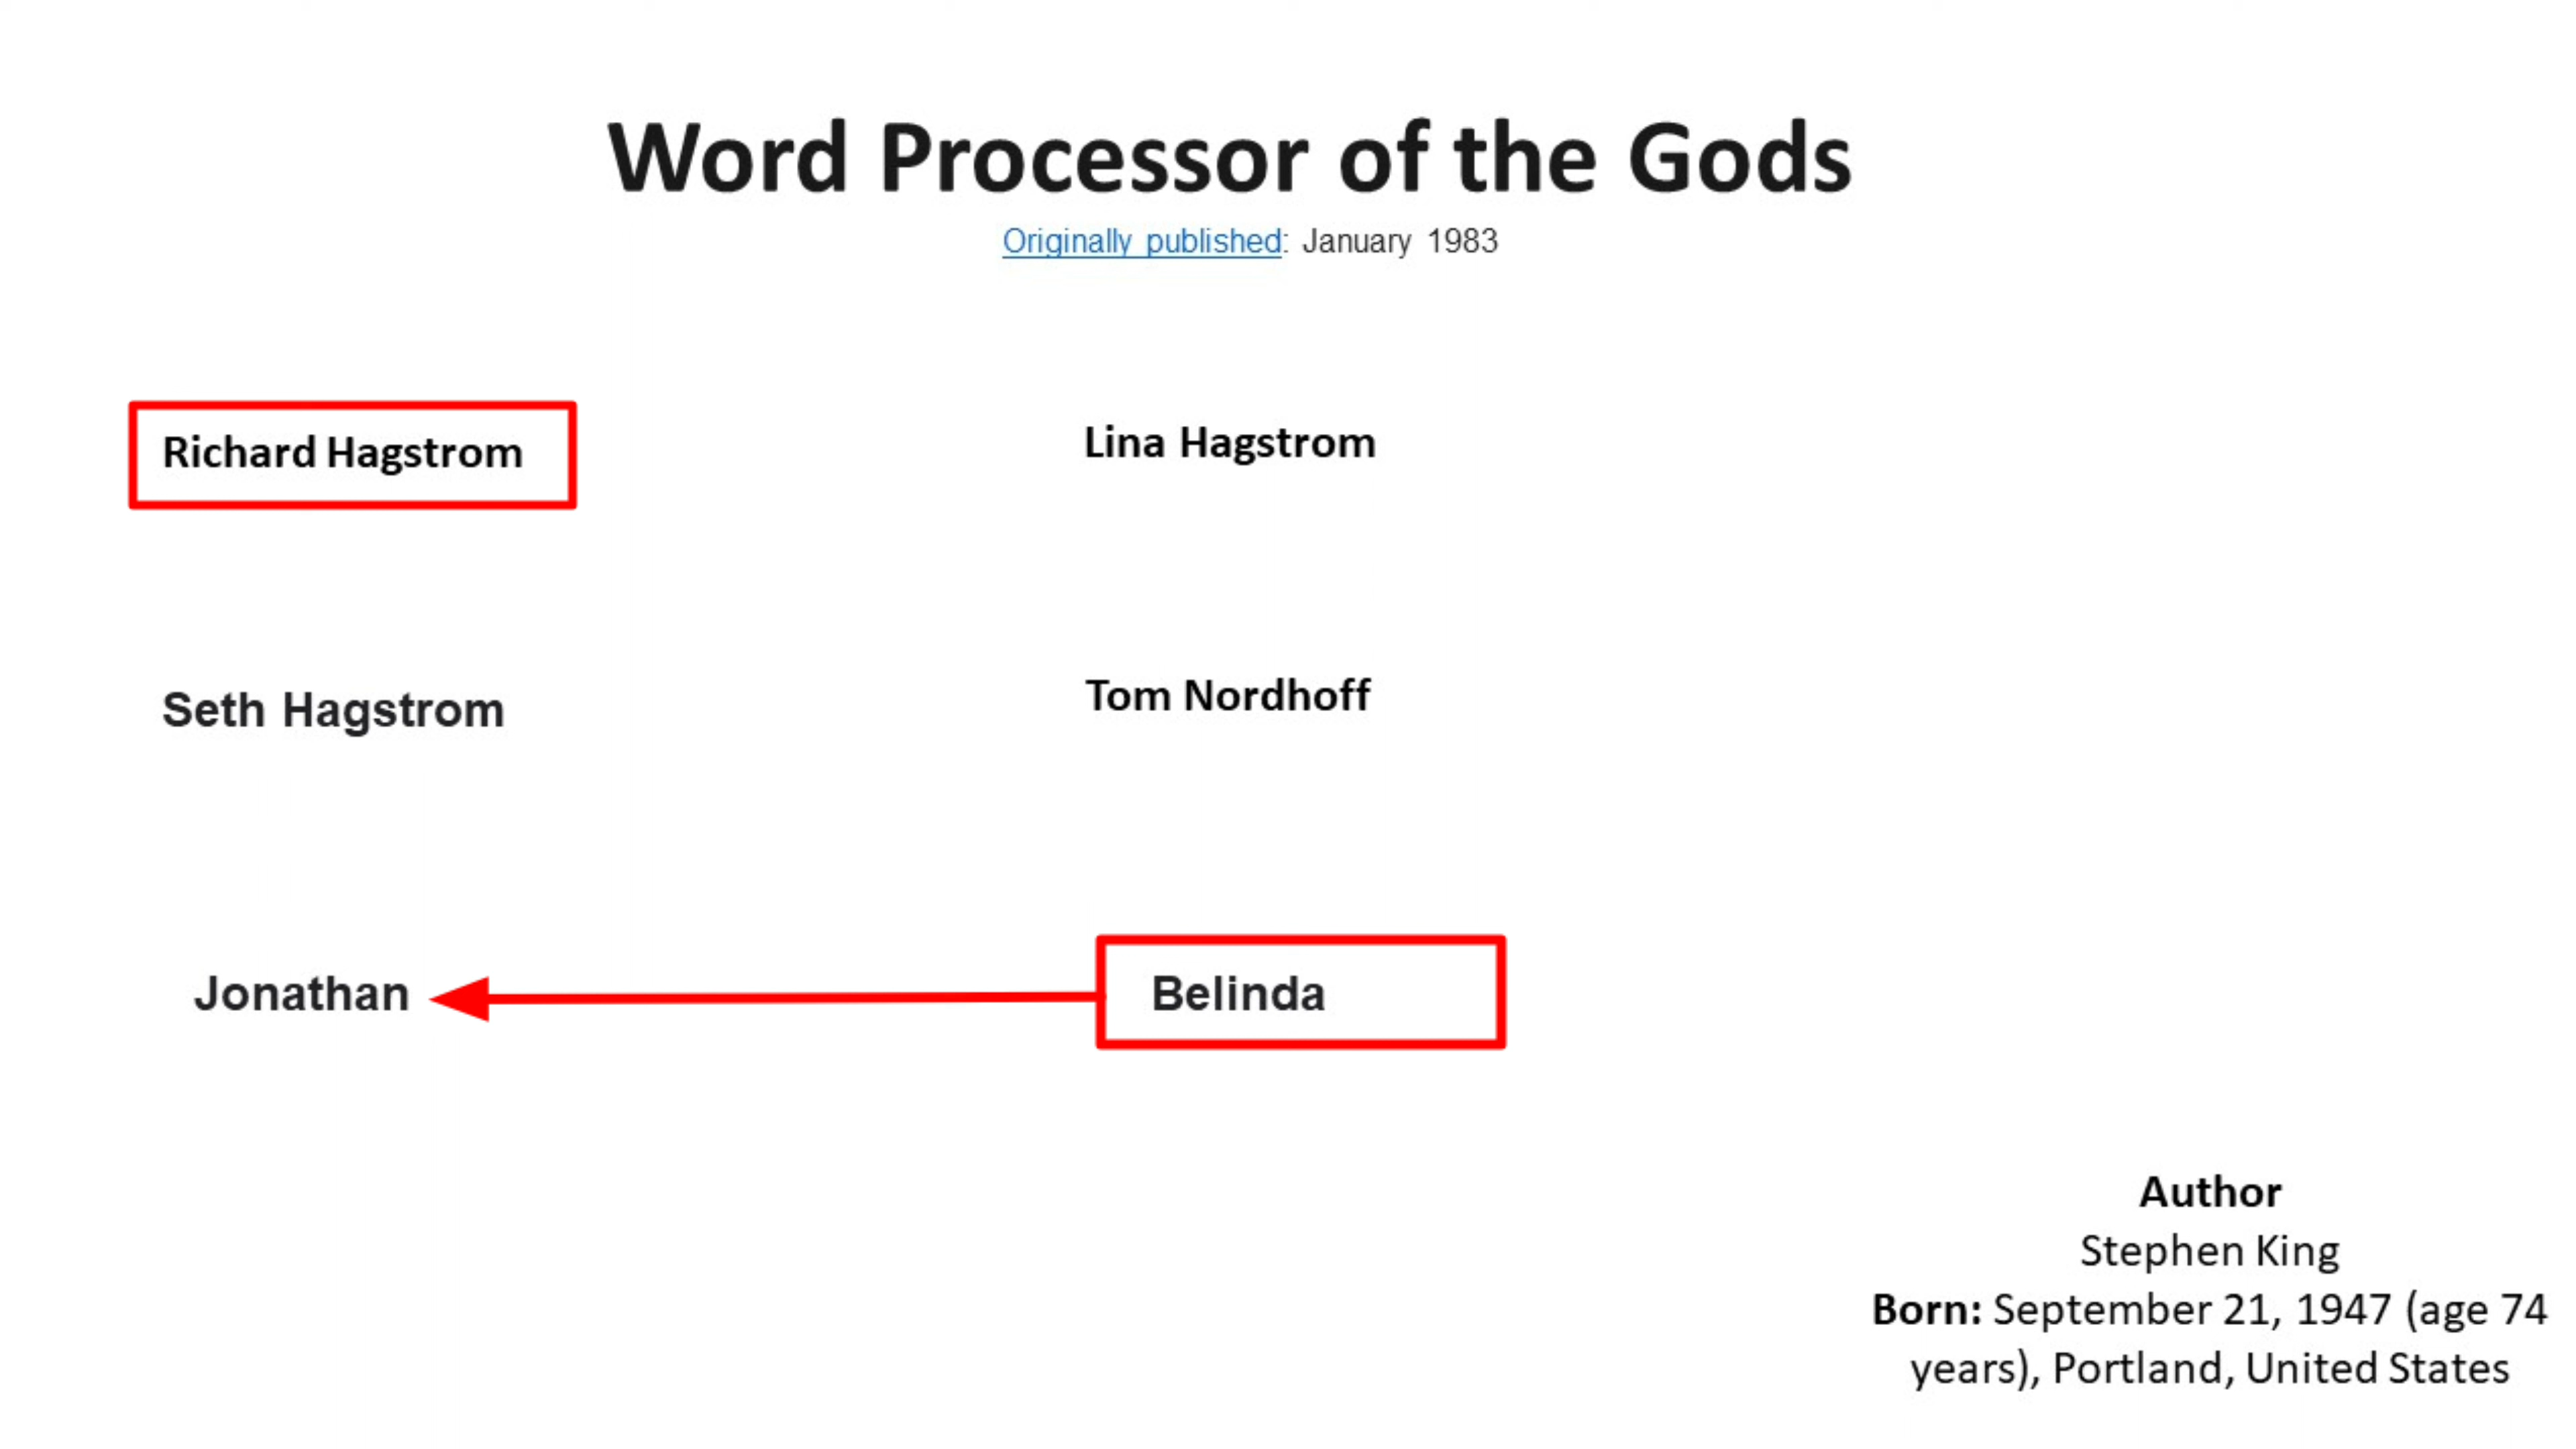 Word Processor of the Gods
Originally published: January 1983
Richard Hagstrom
Lina Hagstrom
Seth Hagstrom
Tom Nordhoff
Jonathan
Belinda
Author
Stephen King
Born: September 21, 1947 (age 74
years), Portland, United States